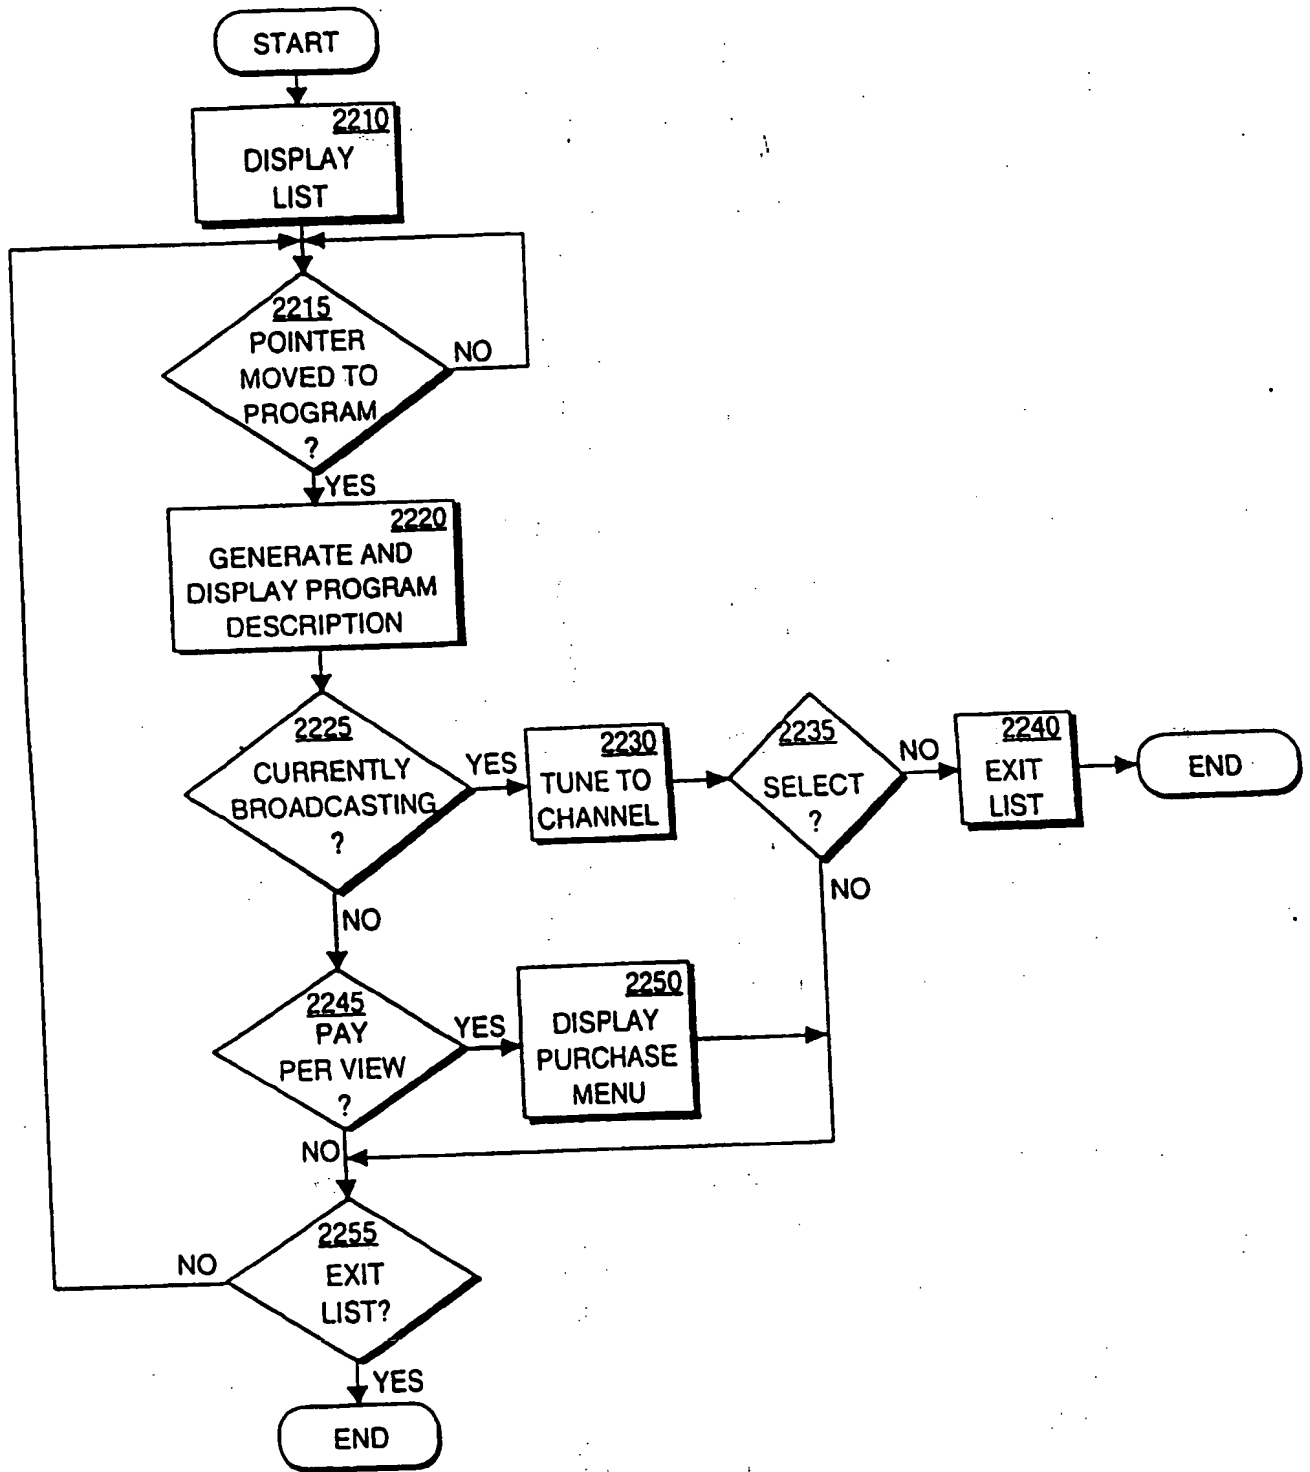 START
2210
DISPLAY
LIST
2215
POINTER
MOVED TO
PROGRAM
?
NO
YES
2220
GENERATE AND
DISPLAY PROGRAM
DESCRIPTION
2225
CURRENTLY
BROADCASTING
?
YES
2230
TUNE TO
CHANNEL
2235
SELECT
?
NO
2240
EXIT
LIST
END
NO
NO
2245
PAY
PER VIEW
?
YES
2250
DISPLAY
PURCHASE
MENU
NO
2255
EXIT
LIST?
NO
YES
END